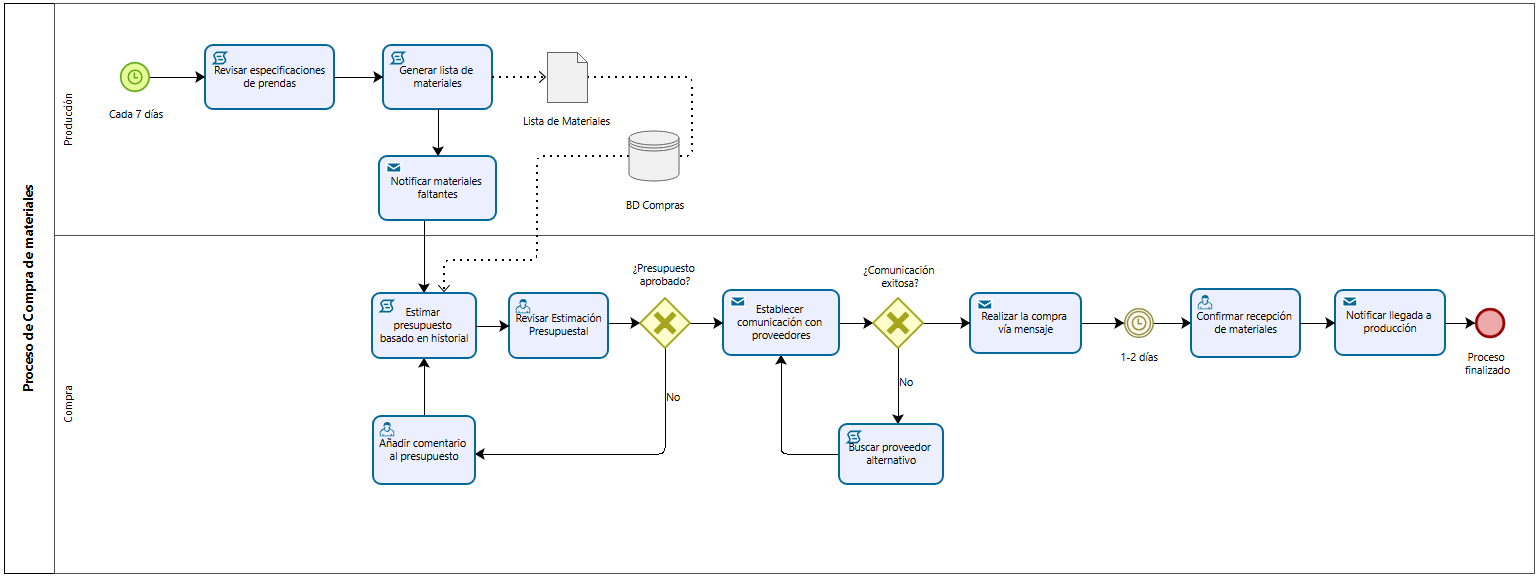 Proceso de Compra de materiales
Producción
Cada 7 días
Revisar especificaciones
de prendas
Generar lista de
materiales
Lista de Materiales
Notificar materiales
faltantes
BD Compras
Compra
Estimar
presupuesto
basado en historial
Revisar Estimación
Presupuestal
¿Presupuesto
aprobado?
No
Añadir comentario
al presupuesto
Establecer
comunicación con
proveedores
¿Comunicación
exitosa?
No
Buscar proveedor
alternativo
Realizar la compra
vía mensaje
1-2 días
Confirmar recepción
de materiales
Notificar llegada a
producción
Proceso
finalizado